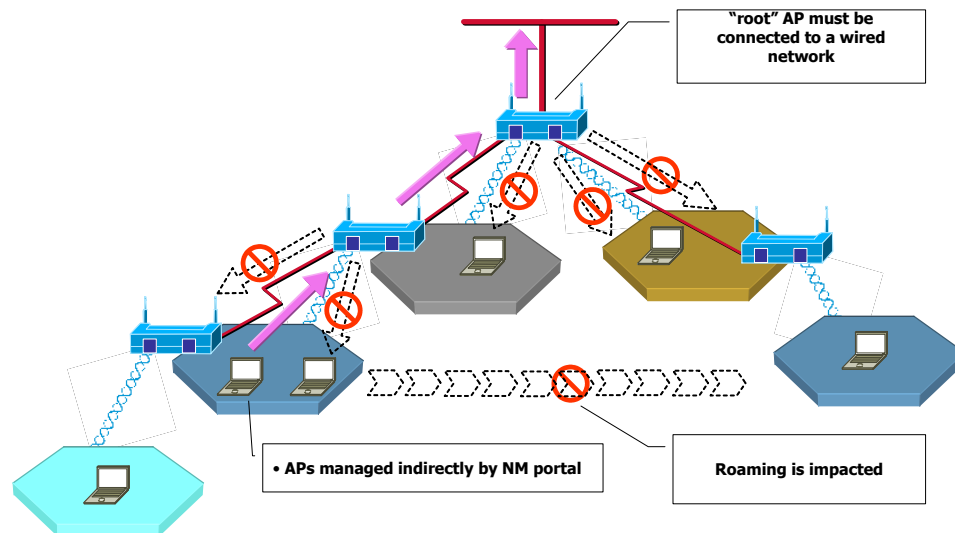 “root” AP must be
connected to a wired
network
• APs managed indirectly by NM portal
Roaming is impacted